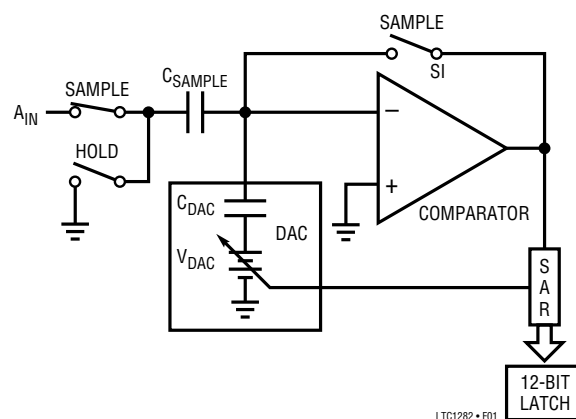 SAMPLE
SI
C_SAMPLE
SAMPLE
A_IN
HOLD
−
+
COMPARATOR
C_DAC
DAC
V_DAC
S
A
R
12-BIT
LATCH
LTC1282 • F01